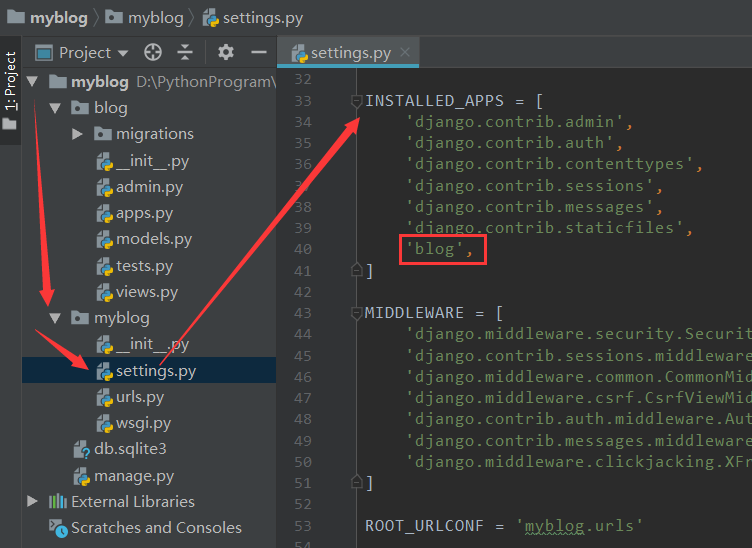 myblog myblog settings.py
1: Project
Project
settings.py
myblog D:\PythonProgram\
blog
migrations
__init__.py
admin.py
apps.py
models.py
tests.py
views.py
myblog
__init__.py
settings.py
urls.py
wsgi.py
db.sqlite3
manage.py
External Libraries
Scratches and Consoles
32
33 INSTALLED_APPS = [
34 'django.contrib.admin',
35 'django.contrib.auth',
36 'django.contrib.contenttypes',
37 'django.contrib.sessions',
38 'django.contrib.messages',
39 'django.contrib.staticfiles',
40 'blog',
41 ]
42
43 MIDDLEWARE = [
44 'django.middleware.security.Securit
45 'django.contrib.sessions.middleware
46 'django.middleware.common.CommonMid
47 'django.middleware.csrf.CsrfViewMid
48 'django.contrib.auth.middleware.Aut
49 'django.contrib.messages.middleware
50 'django.middleware.clickjacking.XFr
51 ]
52
53 ROOT_URLCONF = 'myblog.urls'